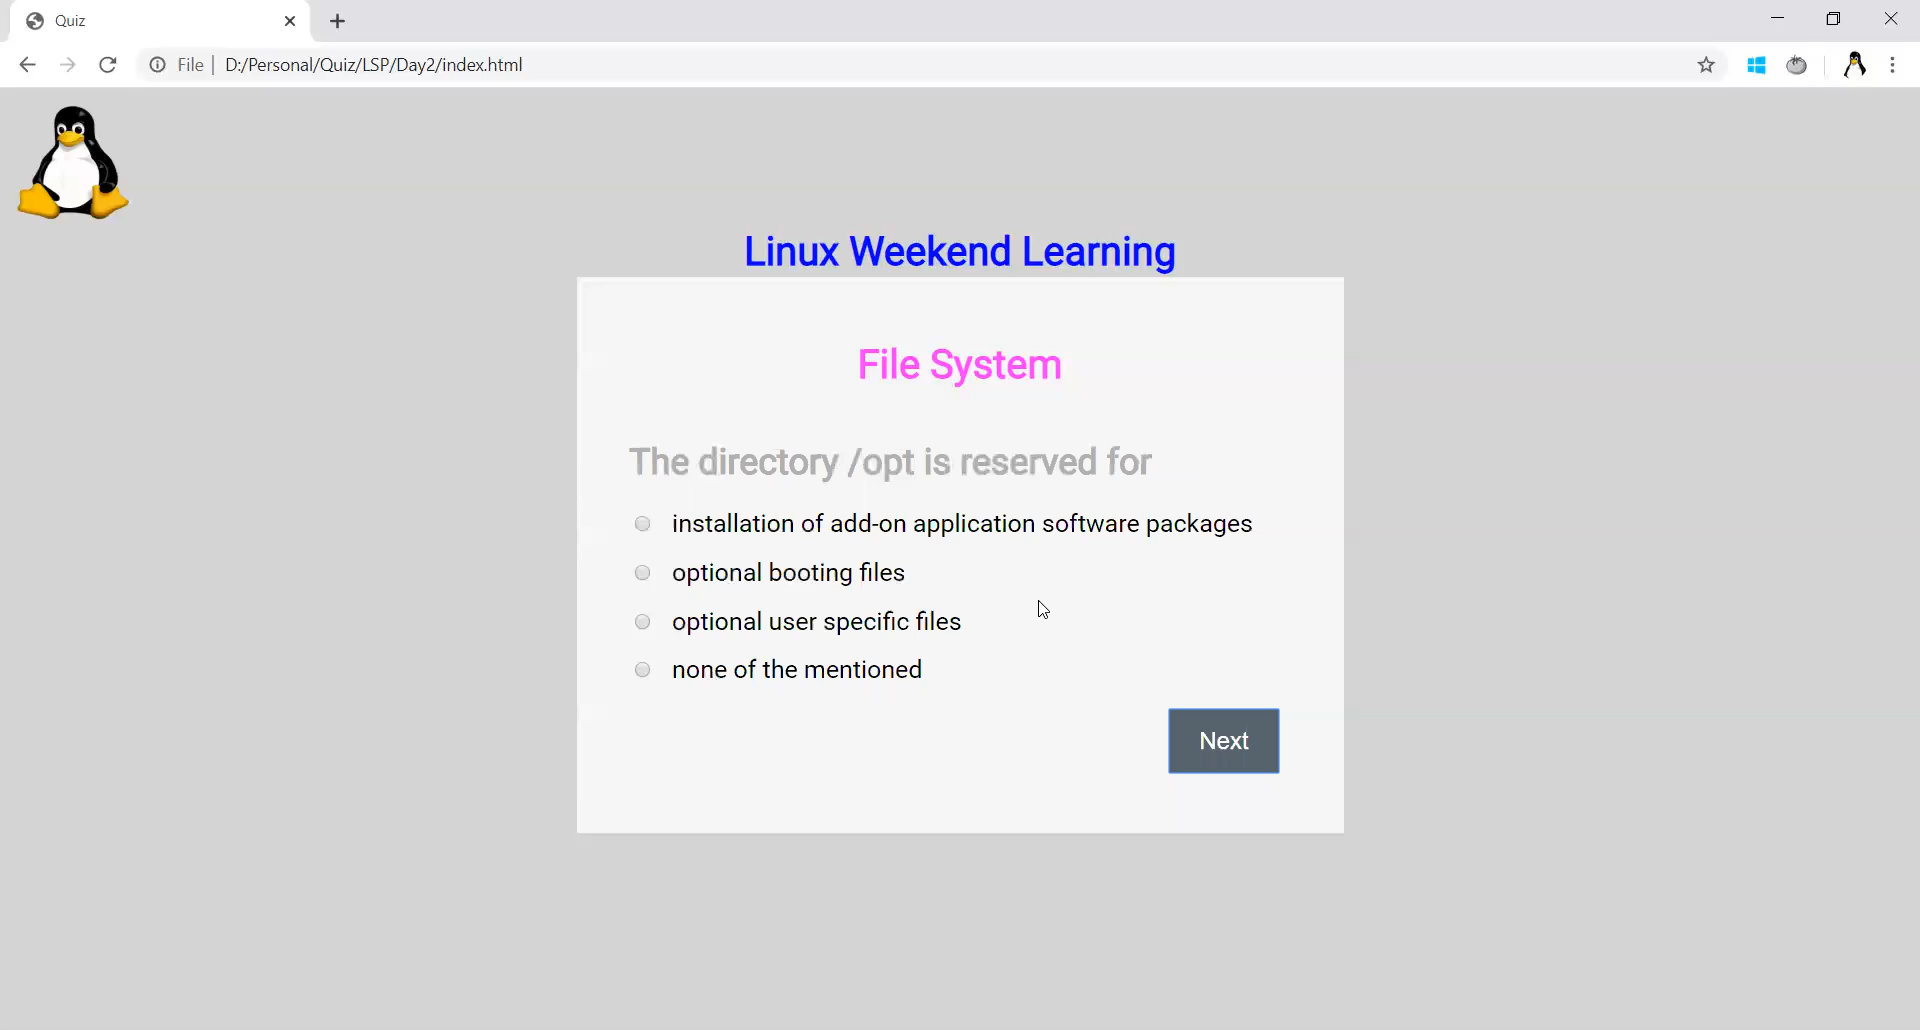 Quiz
File
D:/Personal/Quiz/LSP/Day2/index.html
Linux Weekend Learning
File System
The directory /opt is reserved for
installation of add-on application software packages
optional booting files
optional user specific files
none of the mentioned
Next